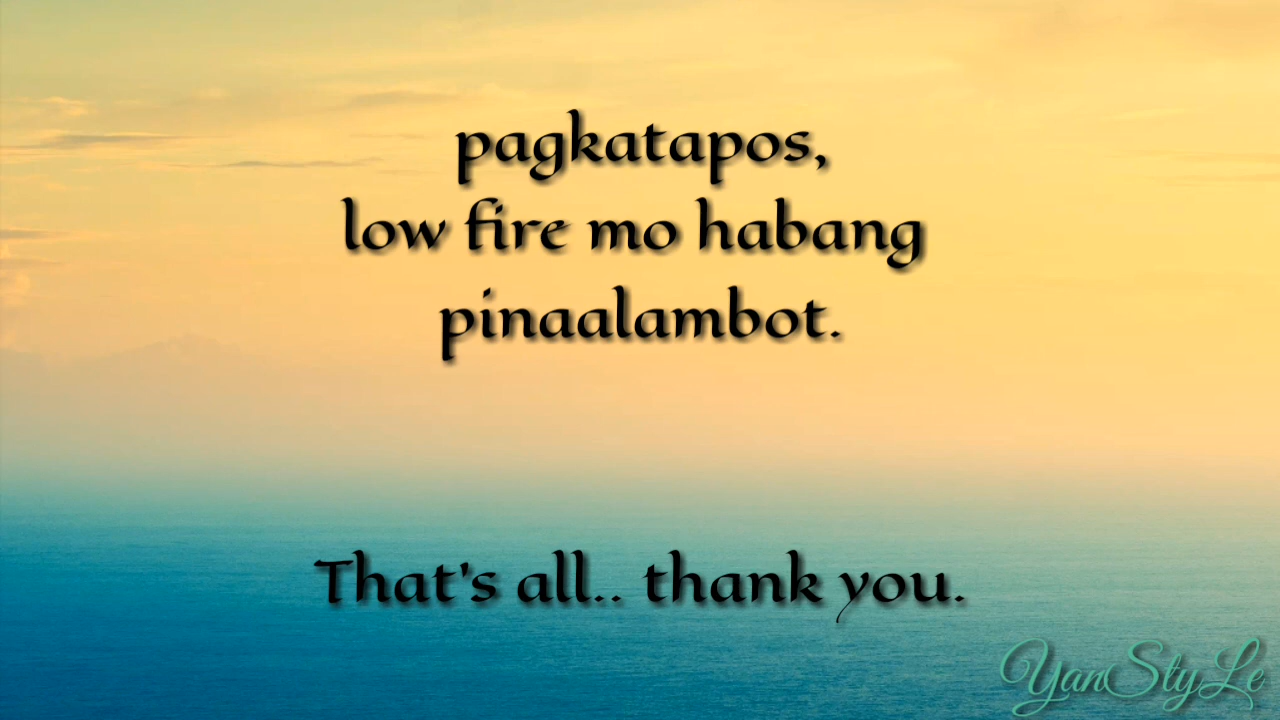 pagkatapos,
low fire mo habang
pinaalambot.
That's all.. thank you.
YanStyLe